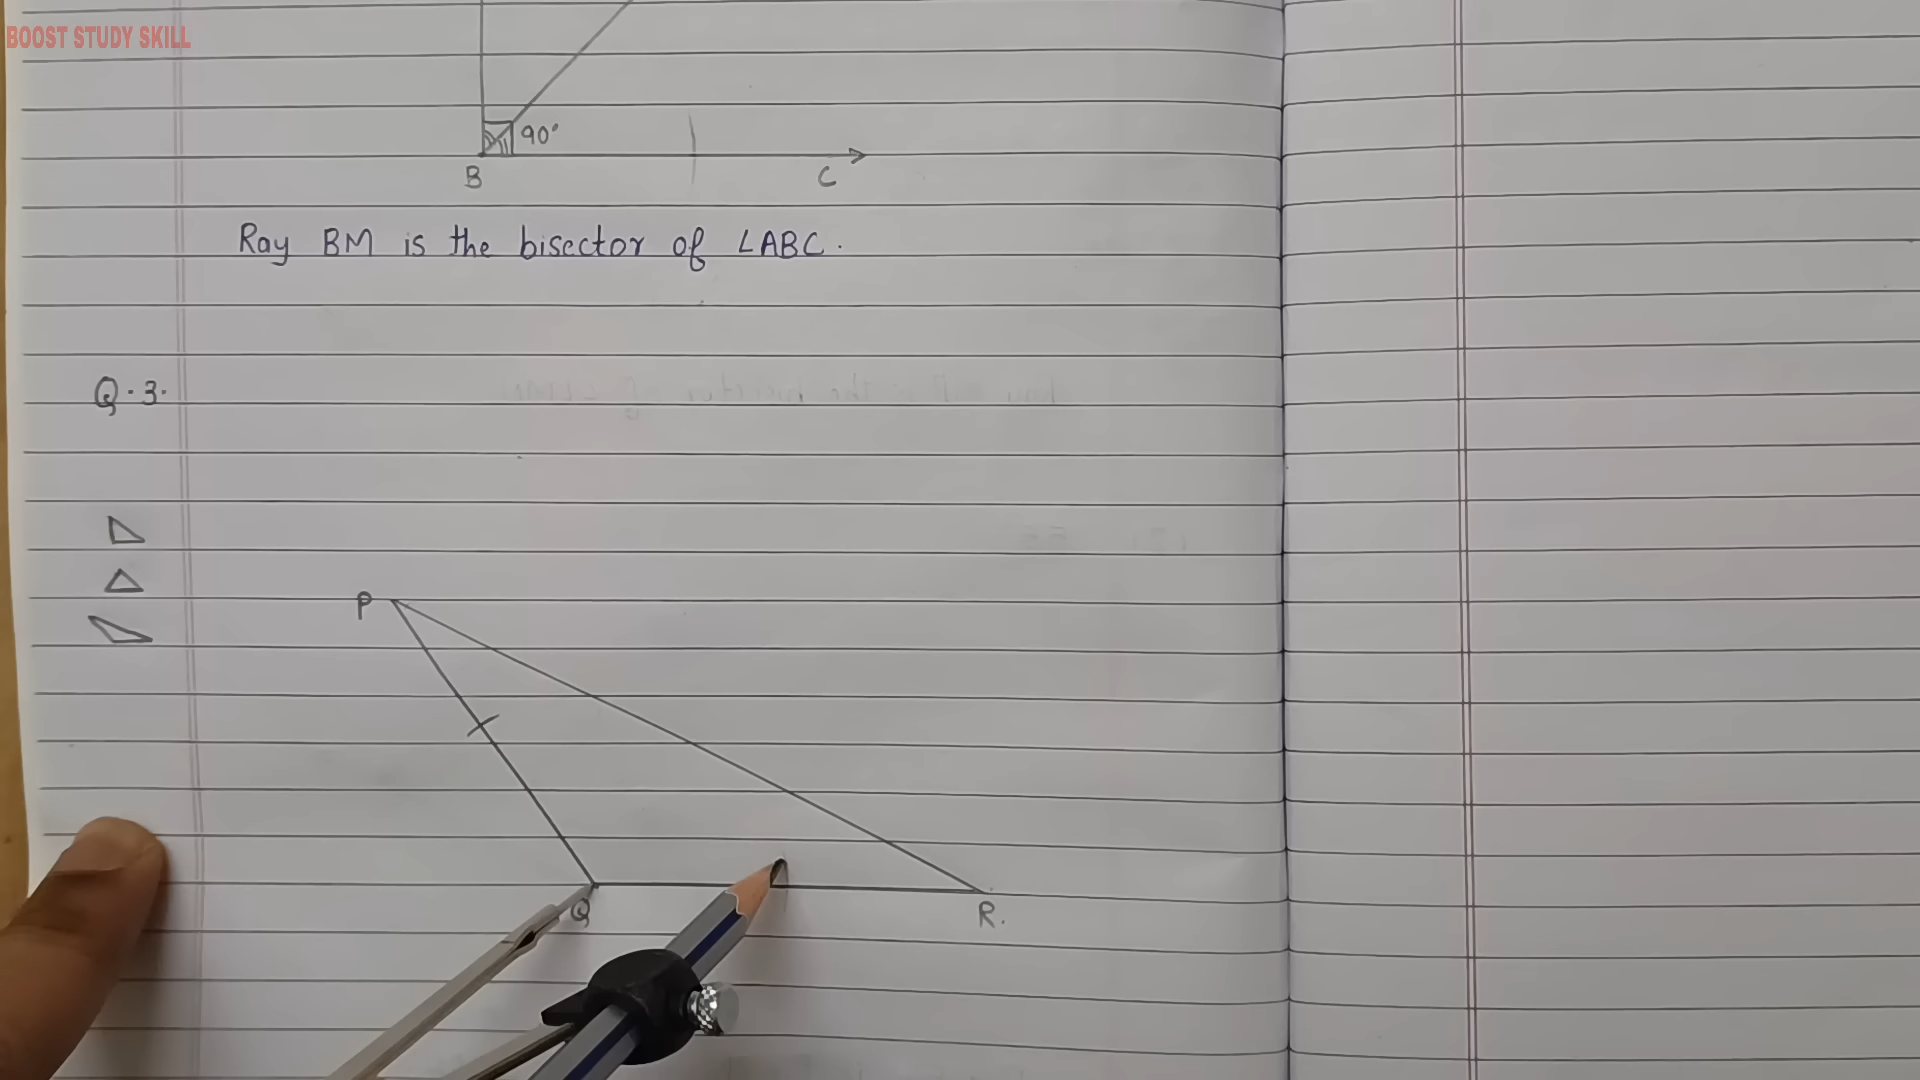 BOOST STUDY SKILL
90°
B
C
Ray BM is the bisector of ∠ABC.
Q.3.
P
Q
R.